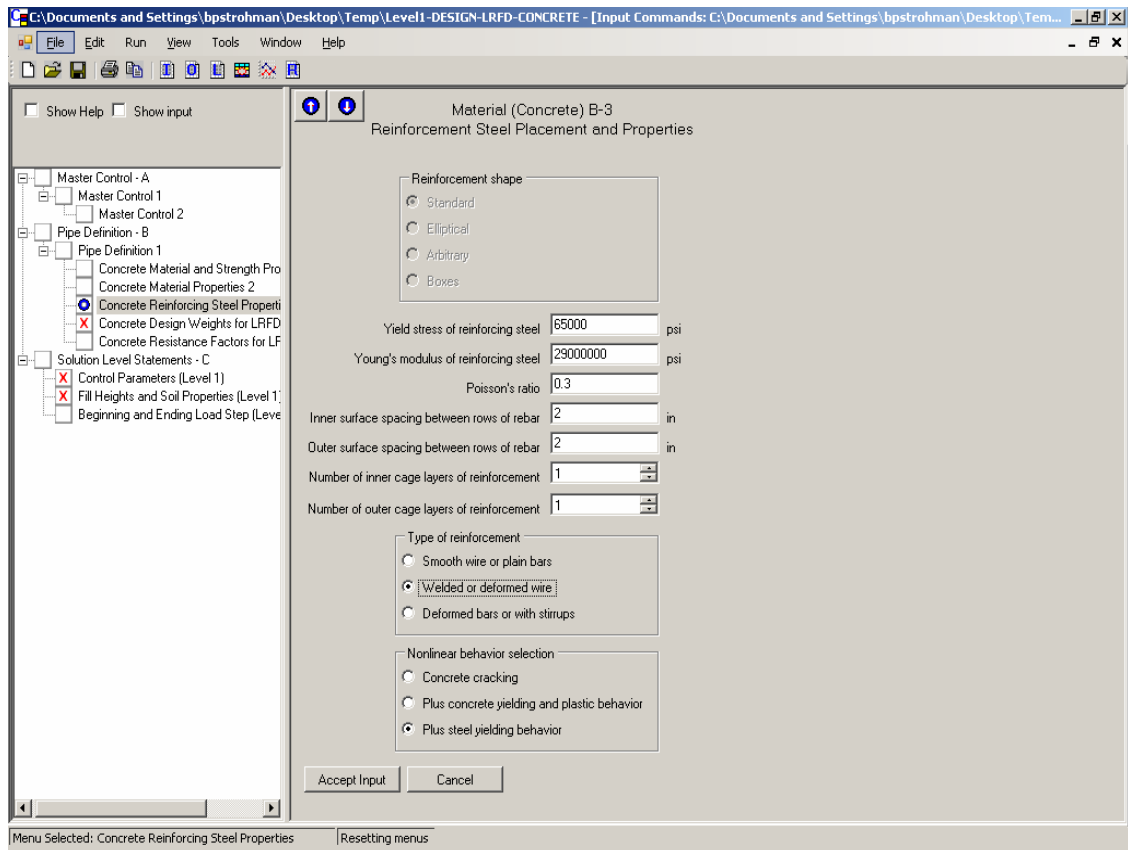 C:\Documents and Settings\bpstrohman\Desktop\Temp\Level1-DESIGN-LRFD-CONCRETE - [Input Commands: C:\Documents and Settings\bpstrohman\Desktop\Tem...
File Edit Run View Tools Window Help
Show Help Show input
Master Control - A
Master Control 1
Master Control 2
Pipe Definition - B
Pipe Definition 1
Concrete Material and Strength Pro
Concrete Material Properties 2
Concrete Reinforcing Steel Properti
Concrete Design Weights for LRFD
Concrete Resistance Factors for LF
Solution Level Statements - C
Control Parameters (Level 1)
Fill Heights and Soil Properties (Level 1)
Beginning and Ending Load Step (Leve
Material (Concrete) B-3
Reinforcement Steel Placement and Properties
Reinforcement shape
Standard
Elliptical
Arbitrary
Boxes
Yield stress of reinforcing steel 65000 psi
Young's modulus of reinforcing steel 29000000 psi
Poisson's ratio 0.3
Inner surface spacing between rows of rebar 2 in
Outer surface spacing between rows of rebar 2 in
Number of inner cage layers of reinforcement 1
Number of outer cage layers of reinforcement 1
Type of reinforcement
Smooth wire or plain bars
Welded or deformed wire
Deformed bars or with stirrups
Nonlinear behavior selection
Concrete cracking
Plus concrete yielding and plastic behavior
Plus steel yielding behavior
Accept Input Cancel
Menu Selected: Concrete Reinforcing Steel Properties Resetting menus